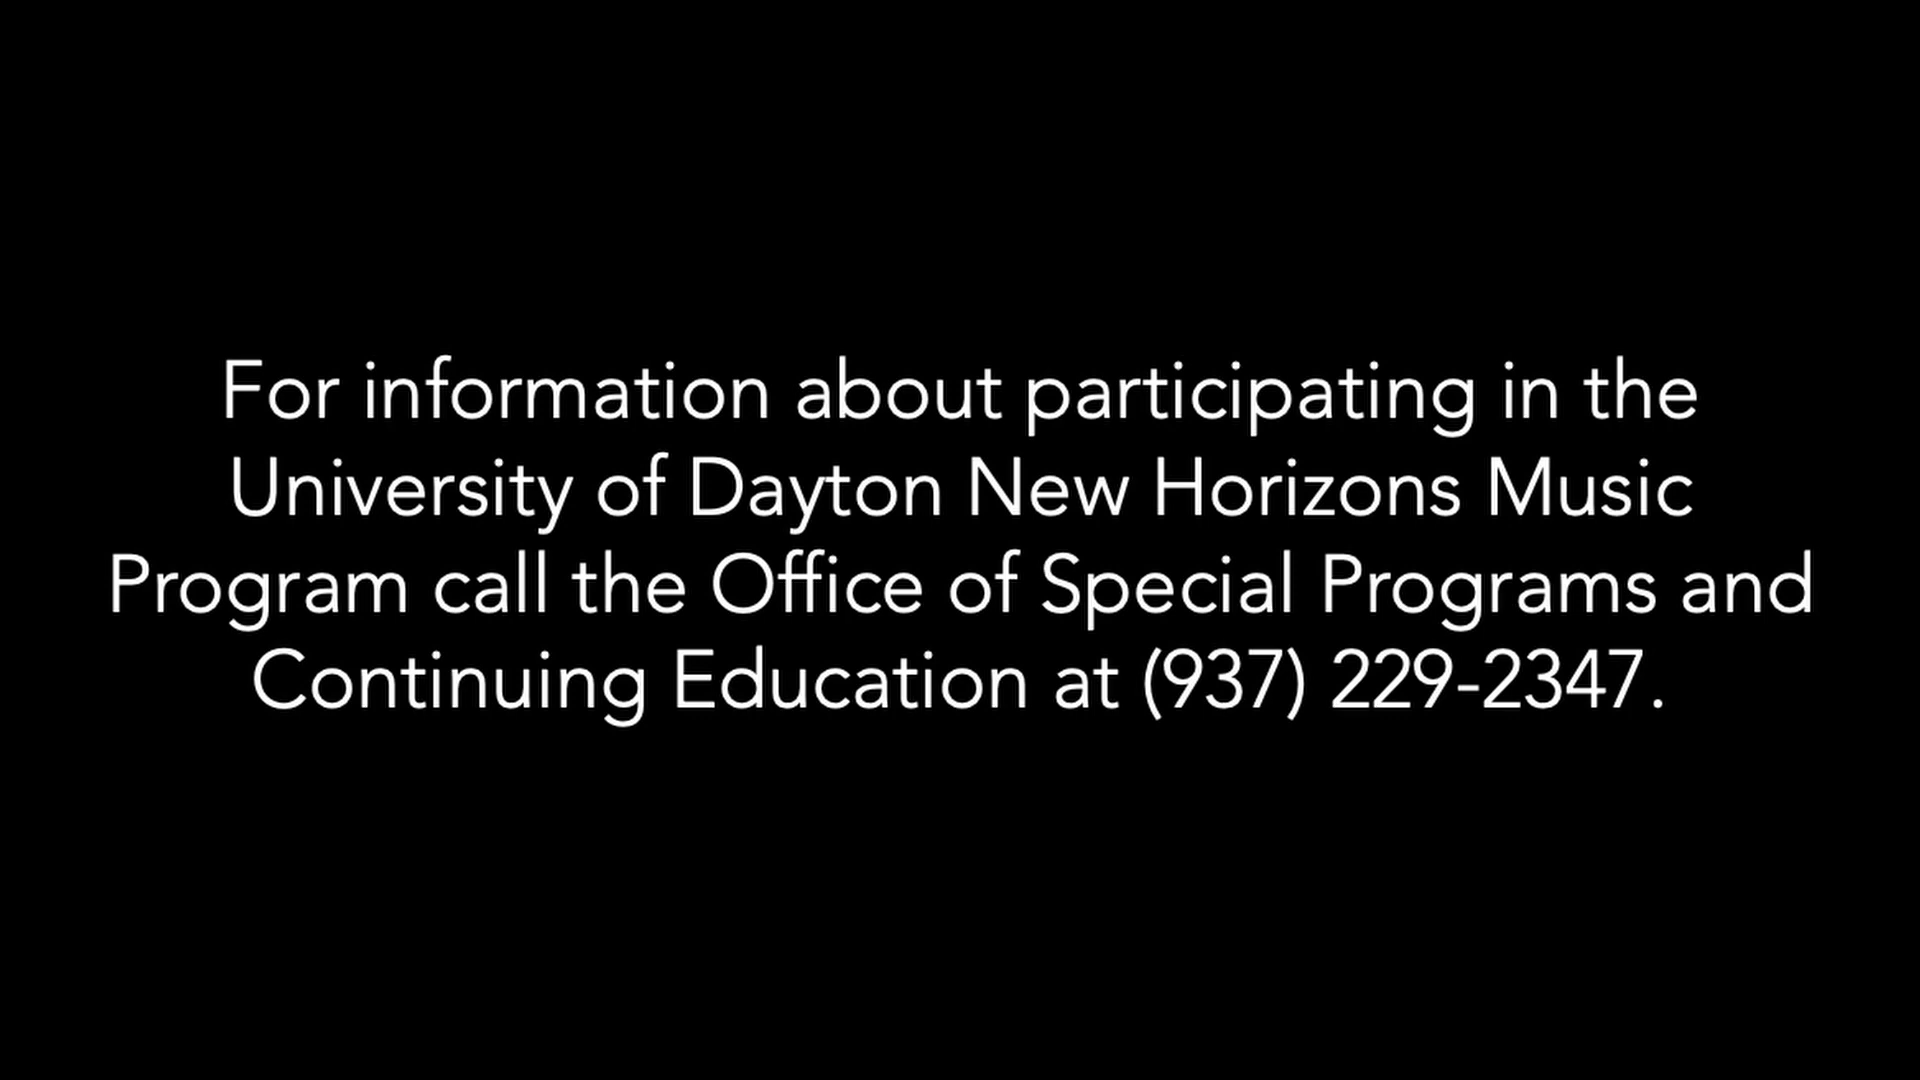 For information about participating in the
University of Dayton New Horizons Music
Program call the Office of Special Programs and
Continuing Education at (937) 229-2347.